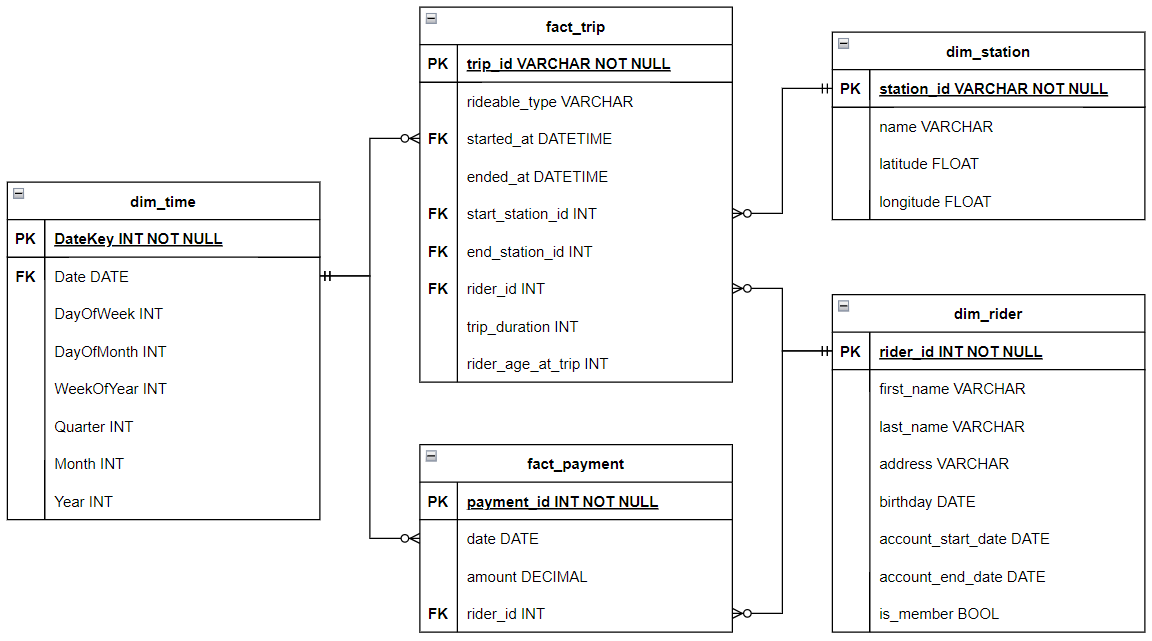 fact_trip
PK trip_id VARCHAR NOT NULL
rideable_type VARCHAR
FK started_at DATETIME
ended_at DATETIME
FK start_station_id INT
FK end_station_id INT
FK rider_id INT
trip_duration INT
rider_age_at_trip INT
dim_station
PK station_id VARCHAR NOT NULL
name VARCHAR
latitude FLOAT
longitude FLOAT
dim_time
PK DateKey INT NOT NULL
FK Date DATE
DayOfWeek INT
DayOfMonth INT
WeekOfYear INT
Quarter INT
Month INT
Year INT
dim_rider
PK rider_id INT NOT NULL
first_name VARCHAR
last_name VARCHAR
address VARCHAR
birthday DATE
account_start_date DATE
account_end_date DATE
is_member BOOL
fact_payment
PK payment_id INT NOT NULL
date DATE
amount DECIMAL
FK rider_id INT